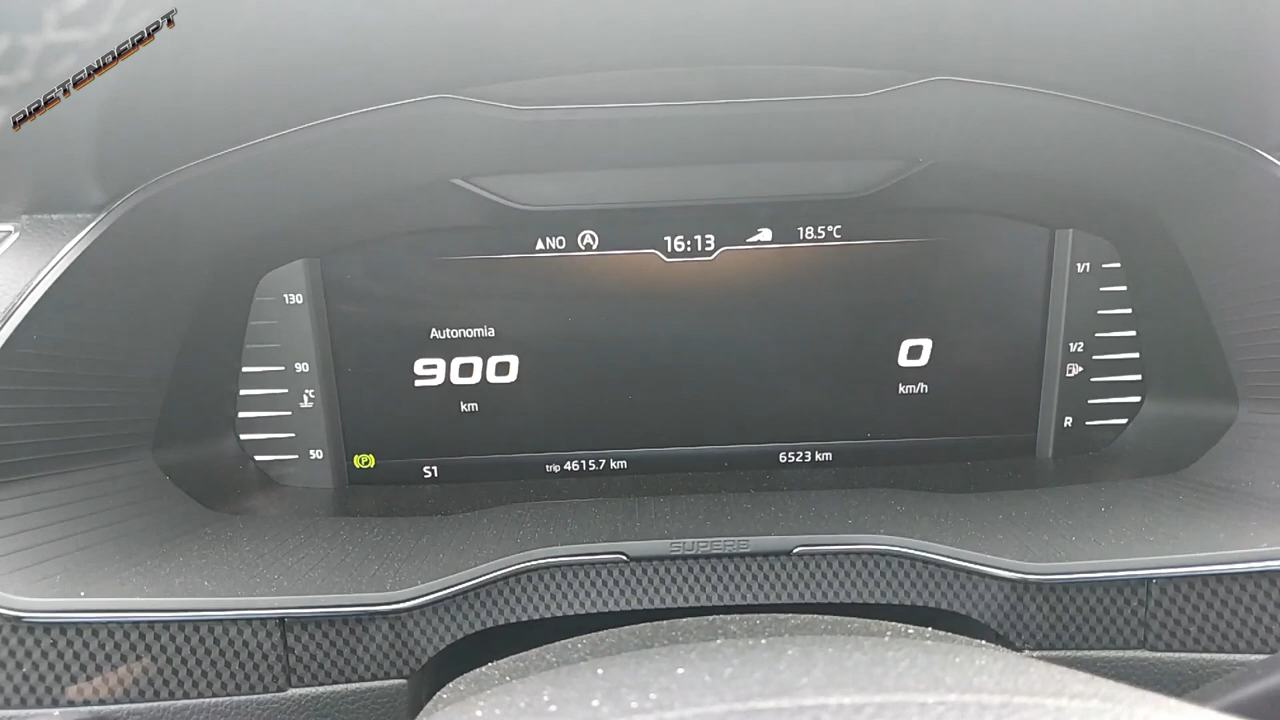 PRETENDERPT
NO A 16:13 18.5°C
130
90
°C
50
Autonomia
900
km
0
km/h
1/1
1/2
R
P
S1
trip 4615.7 km
6523 km
SUPERB